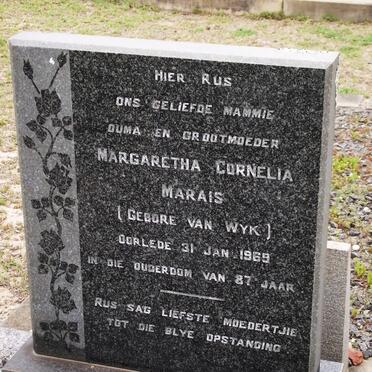 HIER RUS
ONS GELIEFDE MAMMIE
OUMA EN GROOTMOEDER
MARGARETHA CORNELIA
MARAIS
(GEBORE VAN WYK)
OORLEDE 31 JAN. 1969
IN DIE OUDERDOM VAN 87 JAAR
RUS SAG LIEFSTE MOEDERTJIE
TOT DIE BLYE OPSTANDING